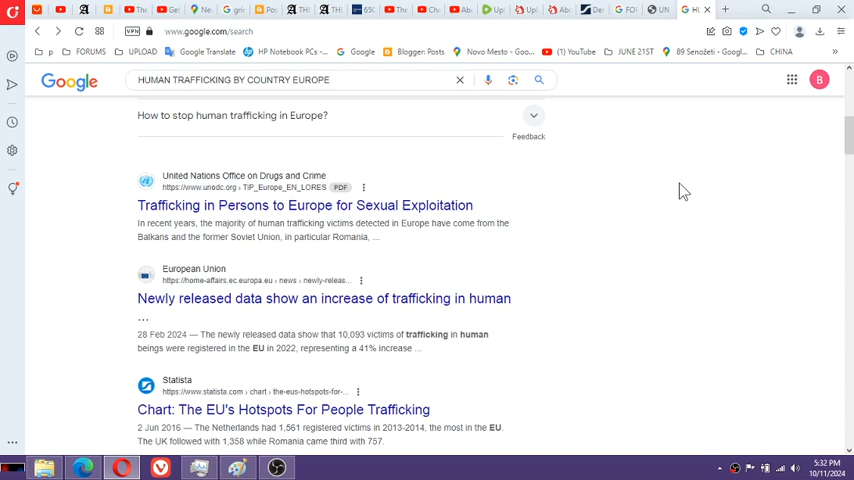 www.google.com/search
VPN
p FORUMS UPLOAD Google Translate HP Notebook PC-... Google Blogger: Posts Novo Mesto - Googl... (1) YouTube JUNE 21ST 89 Senožeti - Googl... CHINA
Google
HUMAN TRAFFICKING BY COUNTRY EUROPE
B
How to stop human trafficking in Europe?
Feedback
United Nations Office on Drugs and Crime
https://www.unodc.org › TiP_Europe_EN_LORES PDF
Trafficking in Persons to Europe for Sexual Exploitation
In recent years, the majority of human trafficking victims detected in Europe have come from the
Balkans and the former Soviet Union, in particular Romania, ...
European Union
https://home-affairs.ec.europa.eu › news › newly-releas...
Newly released data show an increase of trafficking in human
...
28 Feb 2024 — The newly released data show that 10,093 victims of trafficking in human
beings were registered in the EU in 2022, representing a 41% increase ...
Statista
https://www.statista.com › chart › the-eus-hotspots-for-...
Chart: The EU's Hotspots For People Trafficking
2 Jun 2016 — The Netherlands had 1,561 registered victims in 2013-2014, the most in the EU.
The UK followed with 1,358 while Romania came third with 757.
5:32 PM
10/11/2024